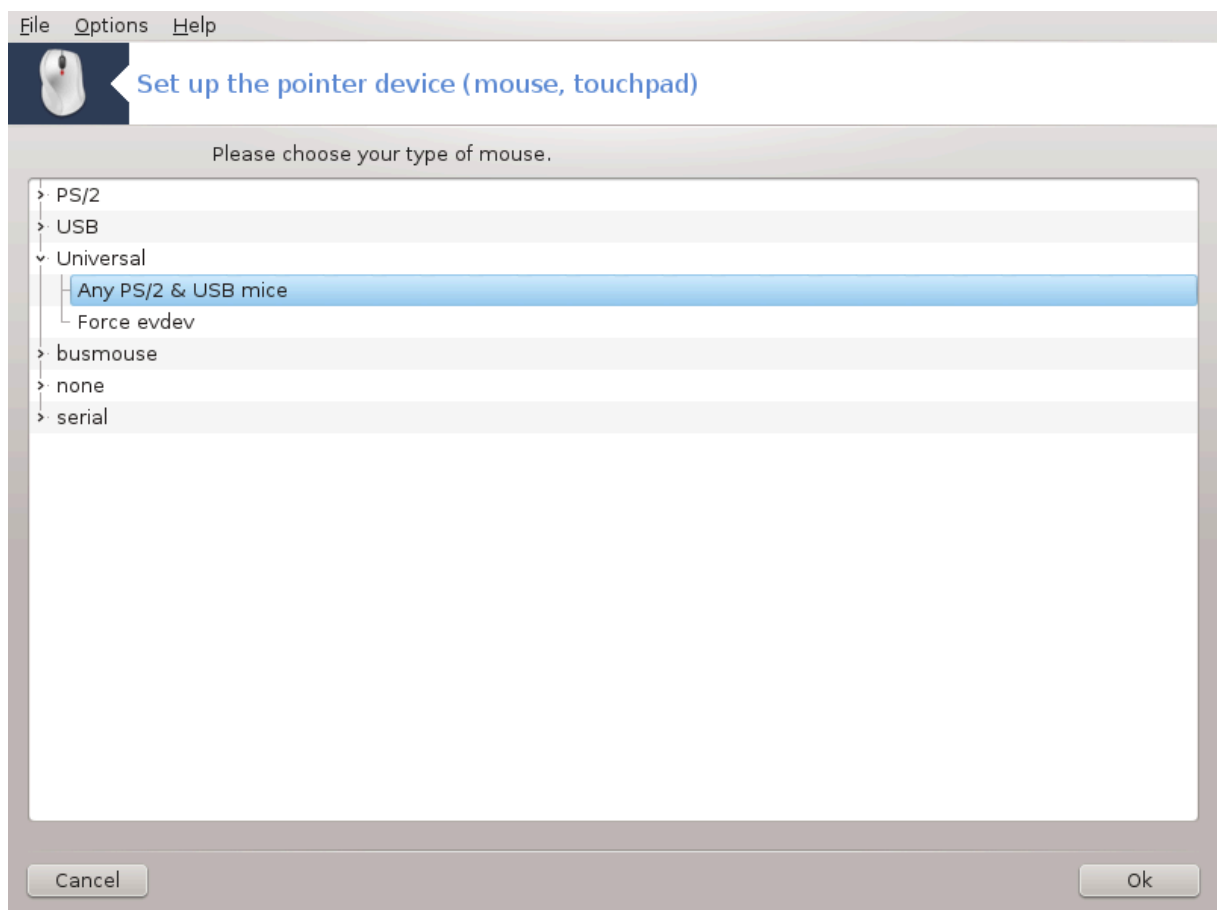 File Options Help
Set up the pointer device (mouse, touchpad)
Please choose your type of mouse.
PS/2
USB
Universal
Any PS/2 & USB mice
Force evdev
busmouse
none
serial
Cancel Ok